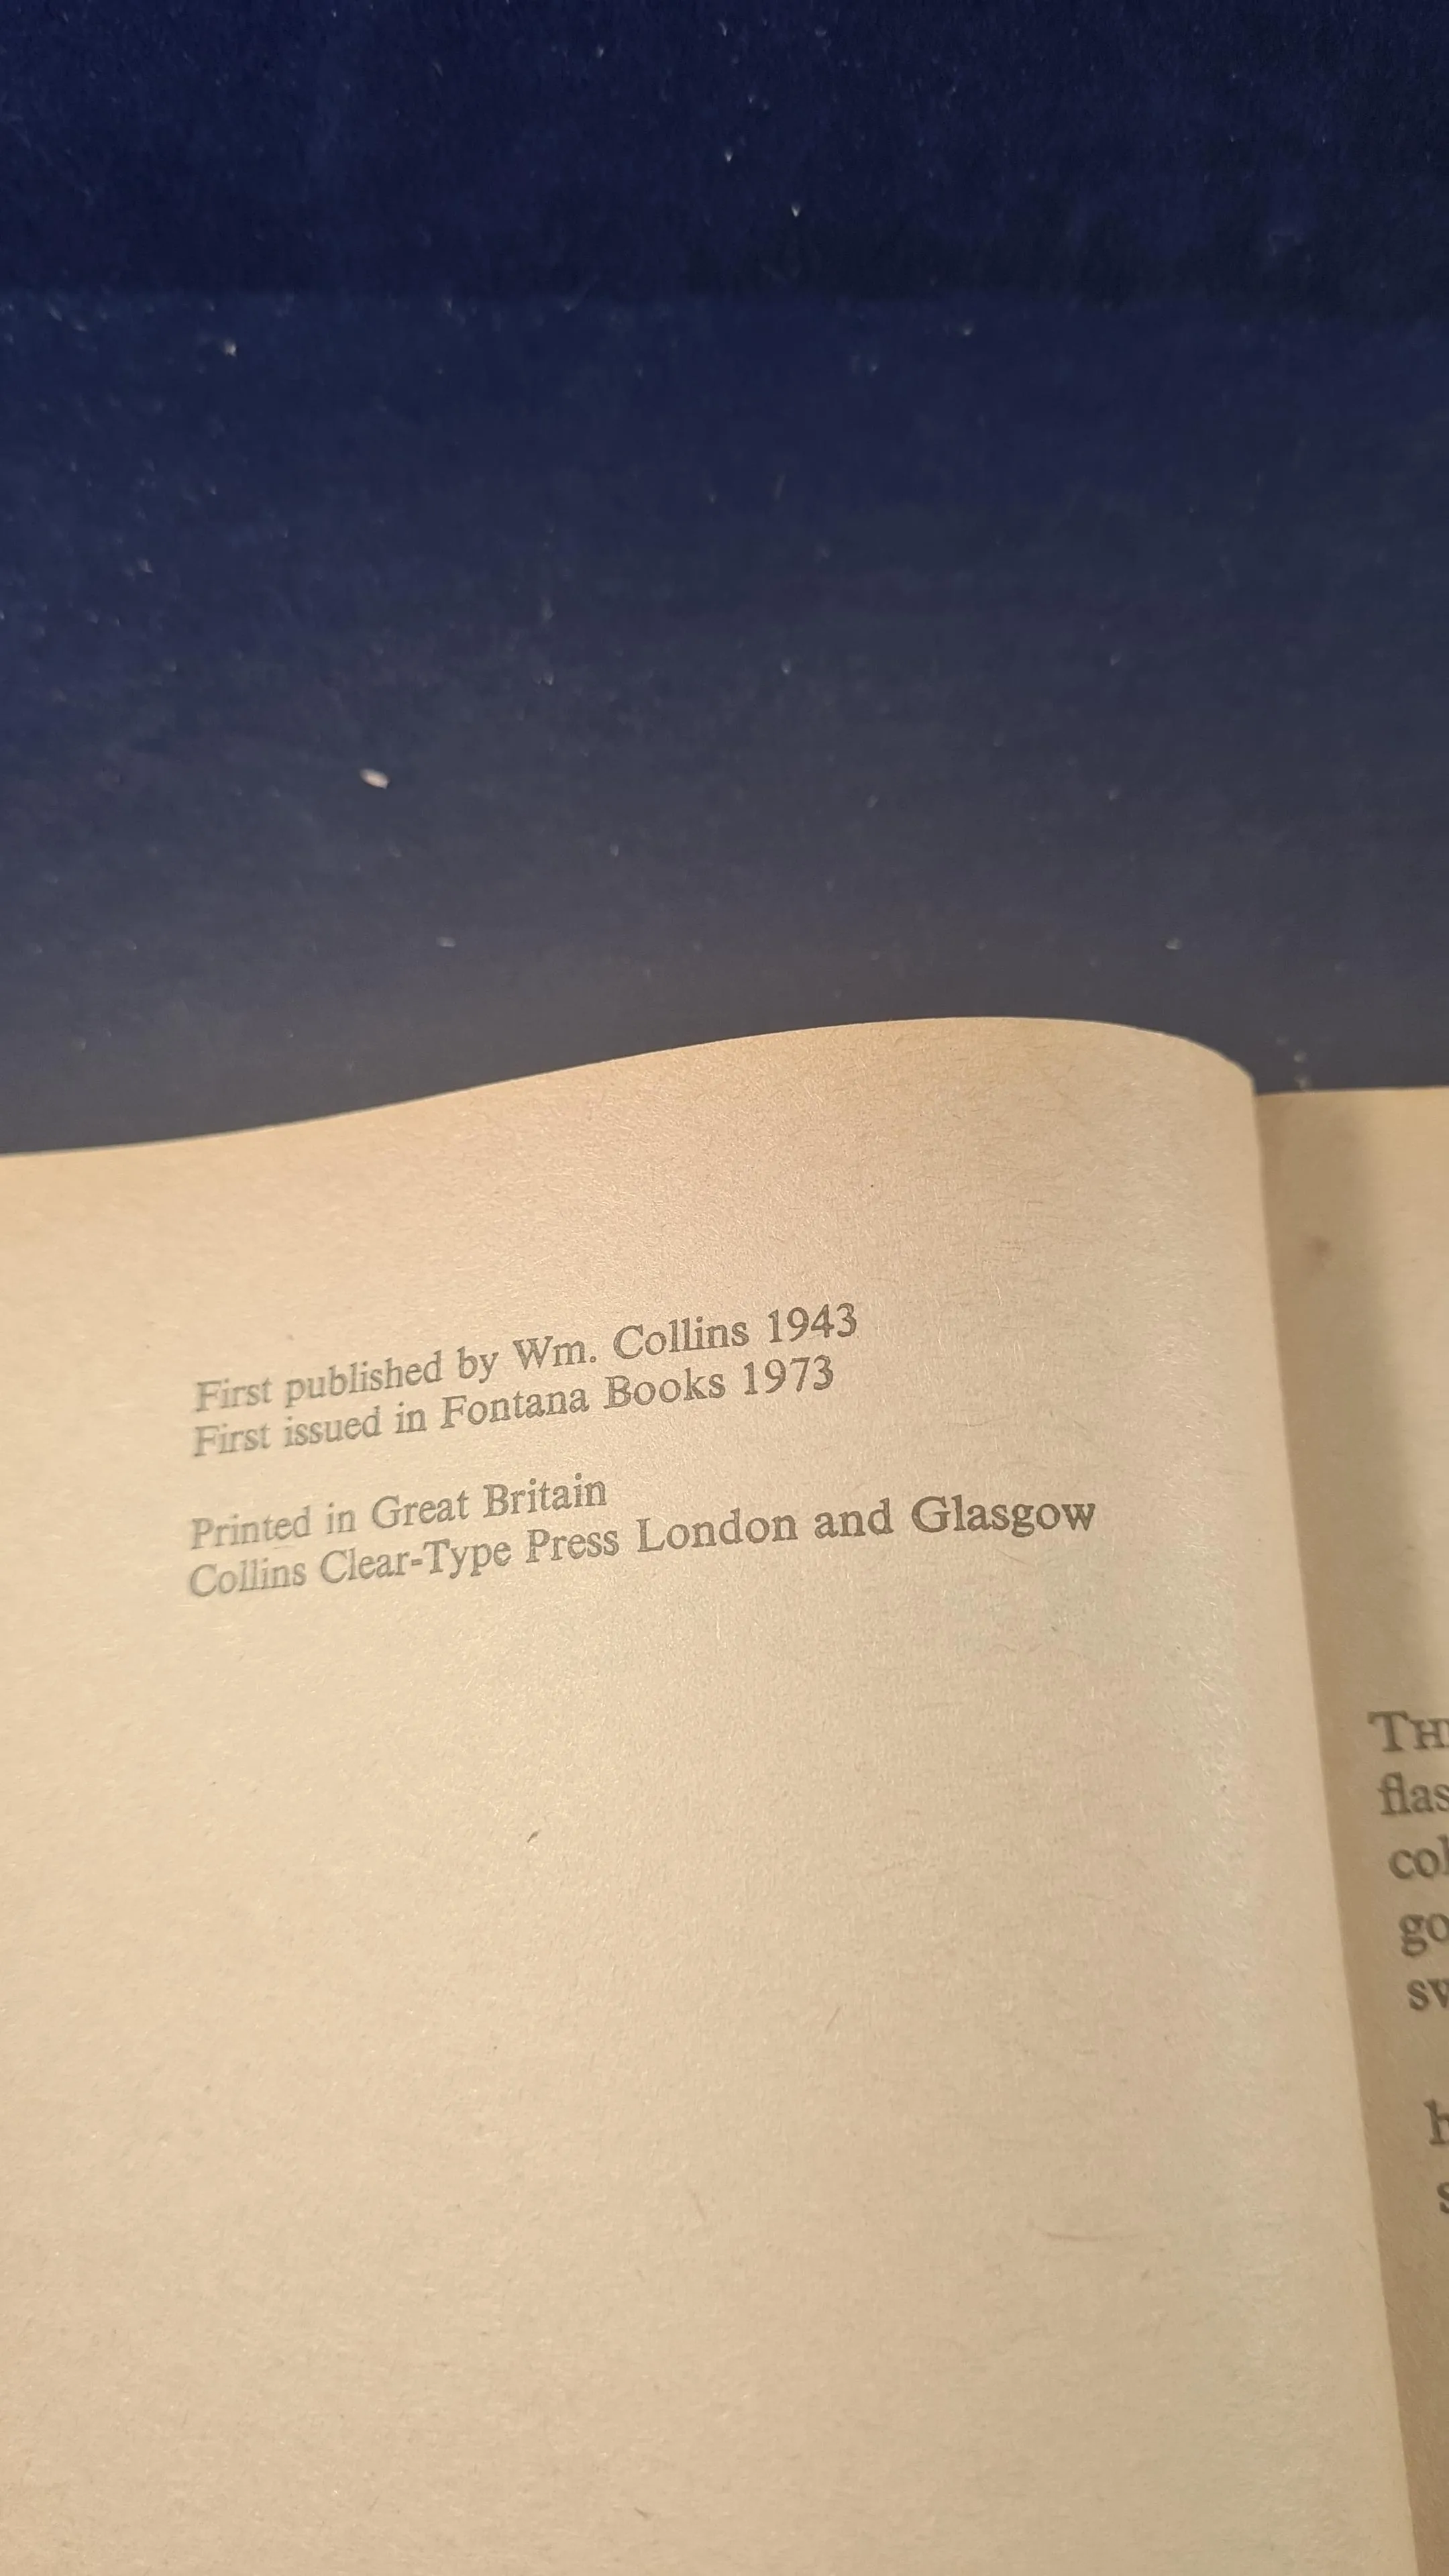 First published by Wm. Collins 1943
First issued in Fontana Books 1973
Printed in Great Britain
Collins Clear-Type Press London and Glasgow